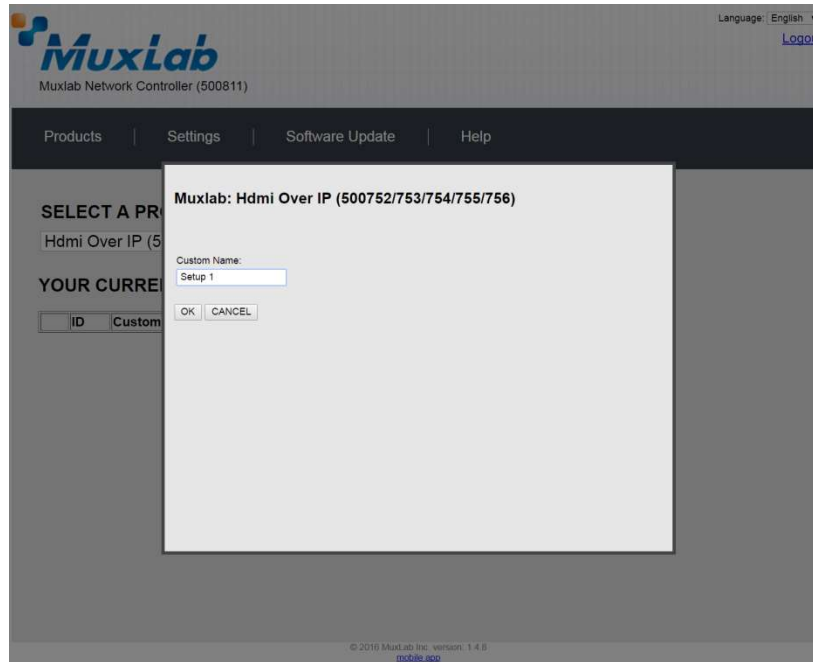 Language: English
Logou
MuxLab
Muxlab Network Controller (500811)
Products | Settings | Software Update | Help
Muxlab: Hdmi Over IP (500752/753/754/755/756)
SELECT A PR
Hdmi Over IP (5
Custom Name:
Setup 1
YOUR CURRE
OK CANCEL
ID Custom
© 2016 MuxLab Inc. version: 1.4.8
mobile app